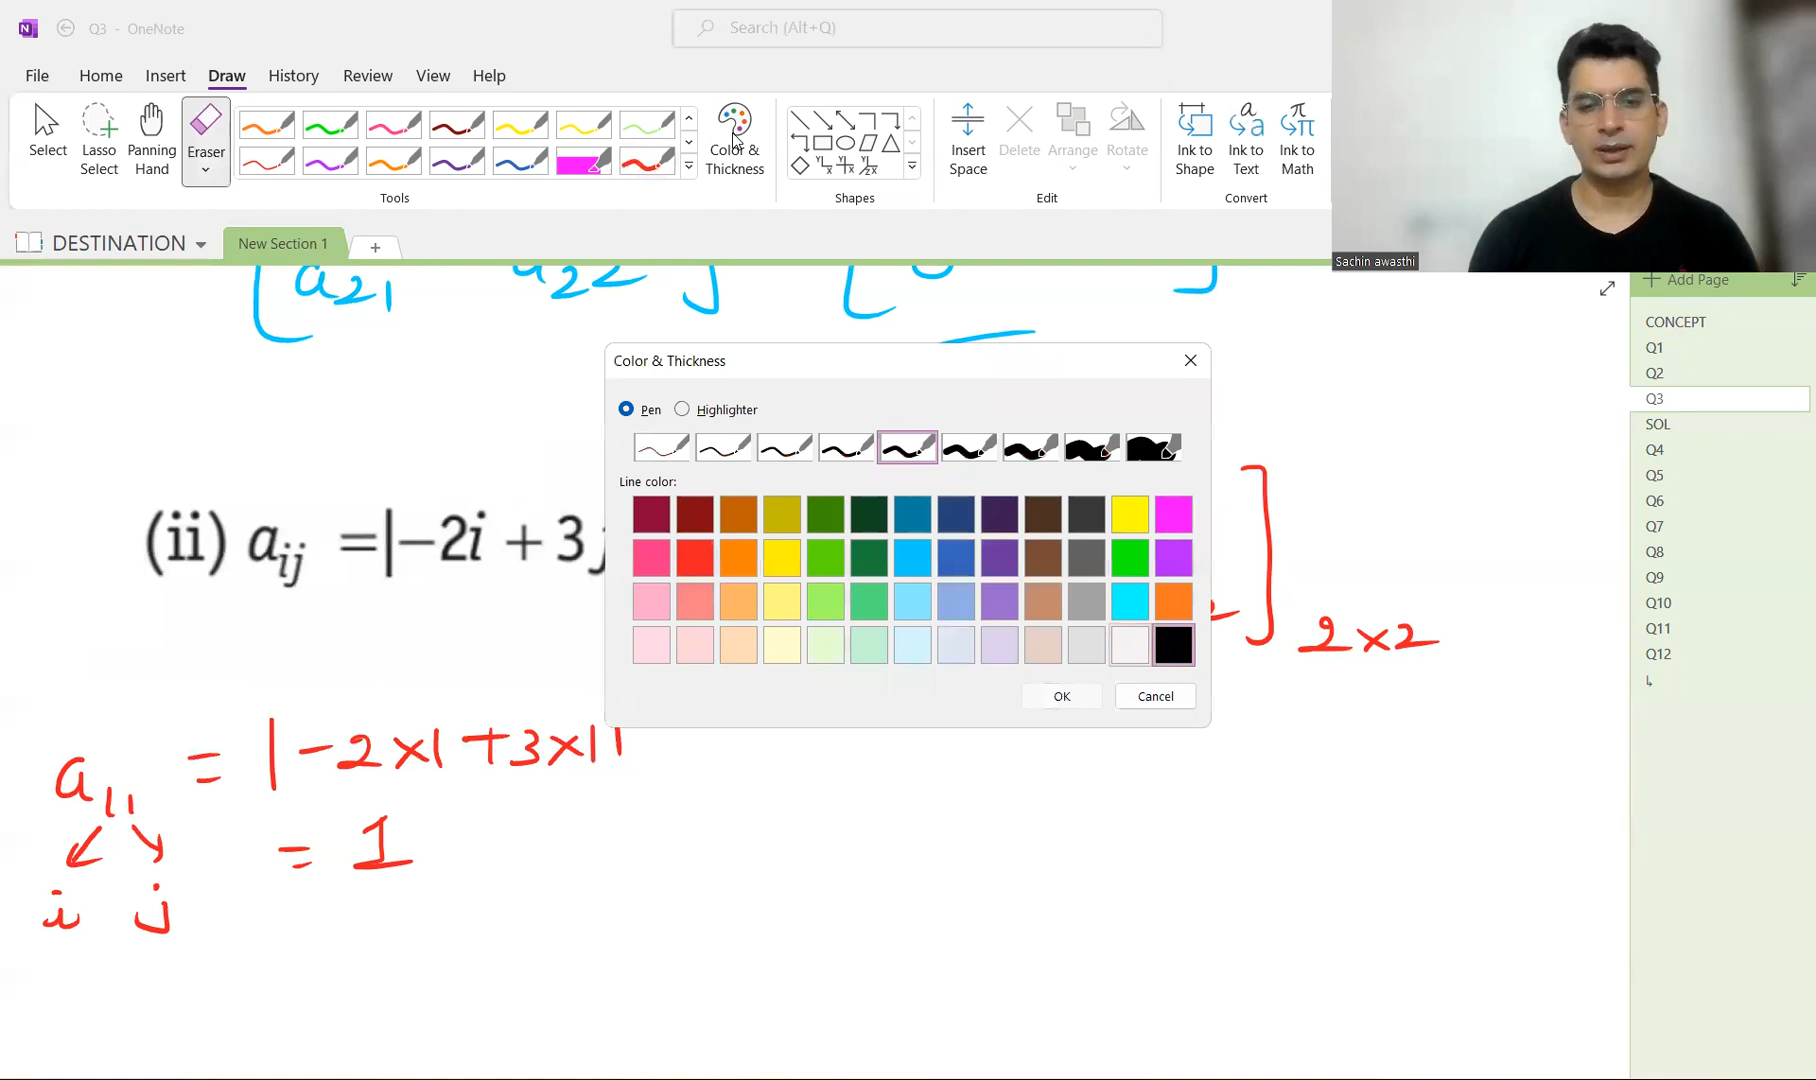 Q3 - OneNote
Search (Alt+Q)
File Home Insert Draw History Review View Help
Select
Lasso Select
Panning Hand
Eraser
Color & Thickness
Insert Space
Delete
Arrange
Rotate
Ink to Shape
Ink to Text
Ink to Math
Tools
Shapes
Edit
Convert
Sachin awasthi
DESTINATION
New Section 1
Add Page
CONCEPT
Q1
Q2
Q3
SOL
Q4
Q5
Q6
Q7
Q8
Q9
Q10
Q11
Q12
a21 a22
Color & Thickness
Pen Highlighter
Line color:
OK Cancel
(ii) aij =|−2i + 3
2×2
a11 = |−2×1+3×1|
= 1
i j